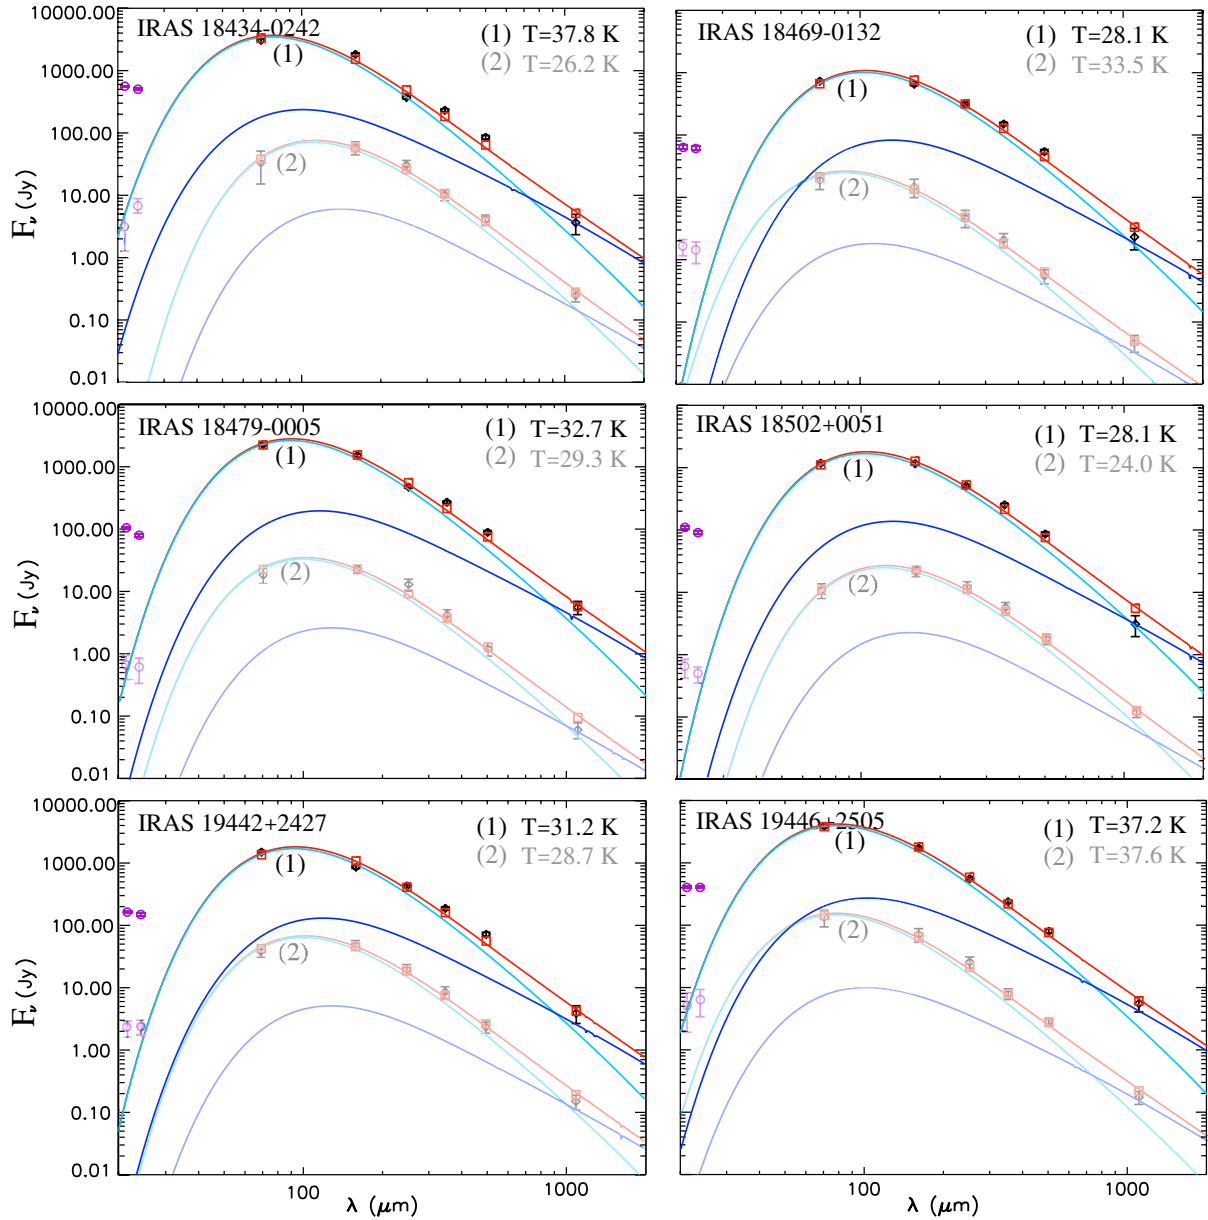 IRAS 18434-0242
(1) T=37.8 K
(2) T=26.2 K
(1)
(2)
10000.00
1000.00
100.00
10.00
1.00
0.10
0.01
Fν (Jy)
IRAS 18469-0132
(1) T=28.1 K
(2) T=33.5 K
(1)
(2)
IRAS 18479-0005
(1) T=32.7 K
(2) T=29.3 K
(1)
(2)
10000.00
1000.00
100.00
10.00
1.00
0.10
0.01
Fν (Jy)
IRAS 18502+0051
(1) T=28.1 K
(2) T=24.0 K
(1)
(2)
IRAS 19442+2427
(1) T=31.2 K
(2) T=28.7 K
(1)
(2)
10000.00
1000.00
100.00
10.00
1.00
0.10
0.01
Fν (Jy)
100
1000
λ (μm)
IRAS 19446+2505
(1) T=37.2 K
(2) T=37.6 K
(1)
(2)
100
1000
λ (μm)